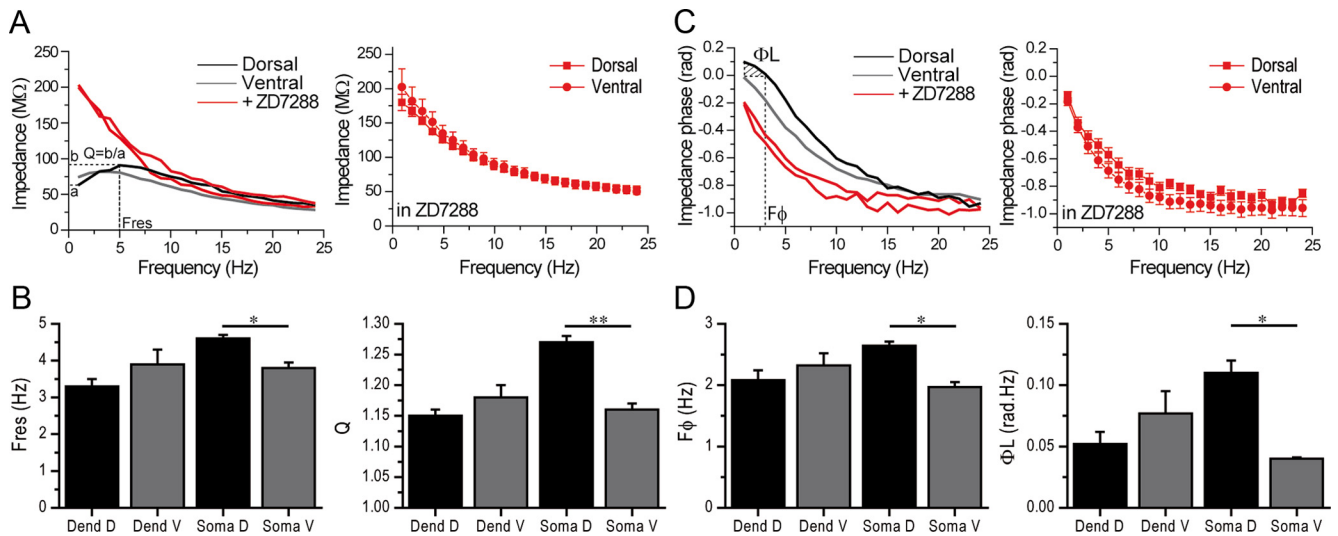 A
Impedance (MΩ)
250
200
150
100
50
0
b
a
Q=b/a
Fres
Dorsal
Ventral
+ ZD7288
0 5 10 15 20 25
Frequency (Hz)
Impedance (MΩ)
250
200
150
100
50
0
Dorsal
Ventral
in ZD7288
0 5 10 15 20 25
Frequency (Hz)
C
Impedance phase (rad)
0.2
0.0
-0.2
-0.4
-0.6
-0.8
-1.0
ΦL
Fϕ
Dorsal
Ventral
+ ZD7288
0 5 10 15 20 25
Frequency (Hz)
Impedance phase (rad)
0.2
0.0
-0.2
-0.4
-0.6
-0.8
-1.0
Dorsal
Ventral
in ZD7288
0 5 10 15 20 25
Frequency (Hz)
B
Fres (Hz)
5
4
3
2
1
0
*
Dend D Dend V Soma D Soma V
Q
1.30
1.25
1.20
1.15
1.10
1.05
1.00
**
Dend D Dend V Soma D Soma V
D
Fϕ (Hz)
3
2
1
0
*
Dend D Dend V Soma D Soma V
ΦL (rad.Hz)
0.15
0.10
0.05
0.00
*
Dend D Dend V Soma D Soma V